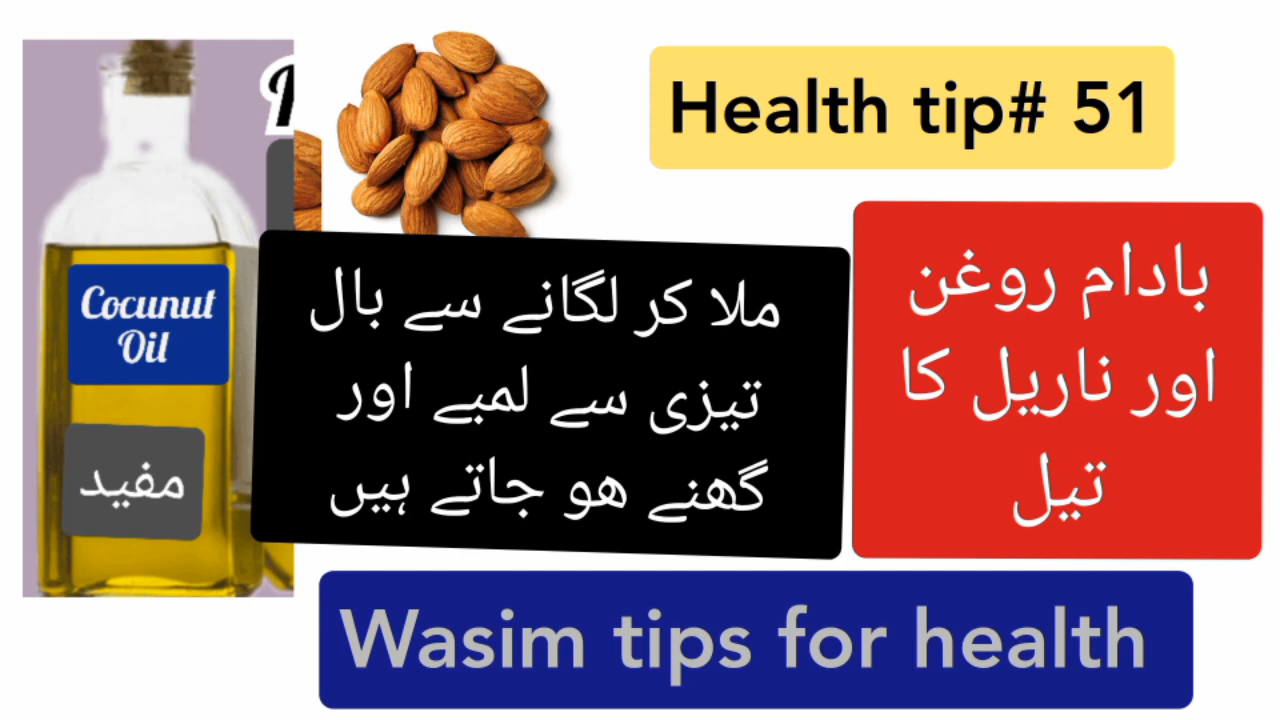 Health tip# 51
بادام روغن
اور ناریل کا
تیل
ملا کر لگانے سے بال
تیزی سے لمبے اور
گھنے ھو جاتے ہیں
Cocunut
Oil
مفید
Wasim tips for health